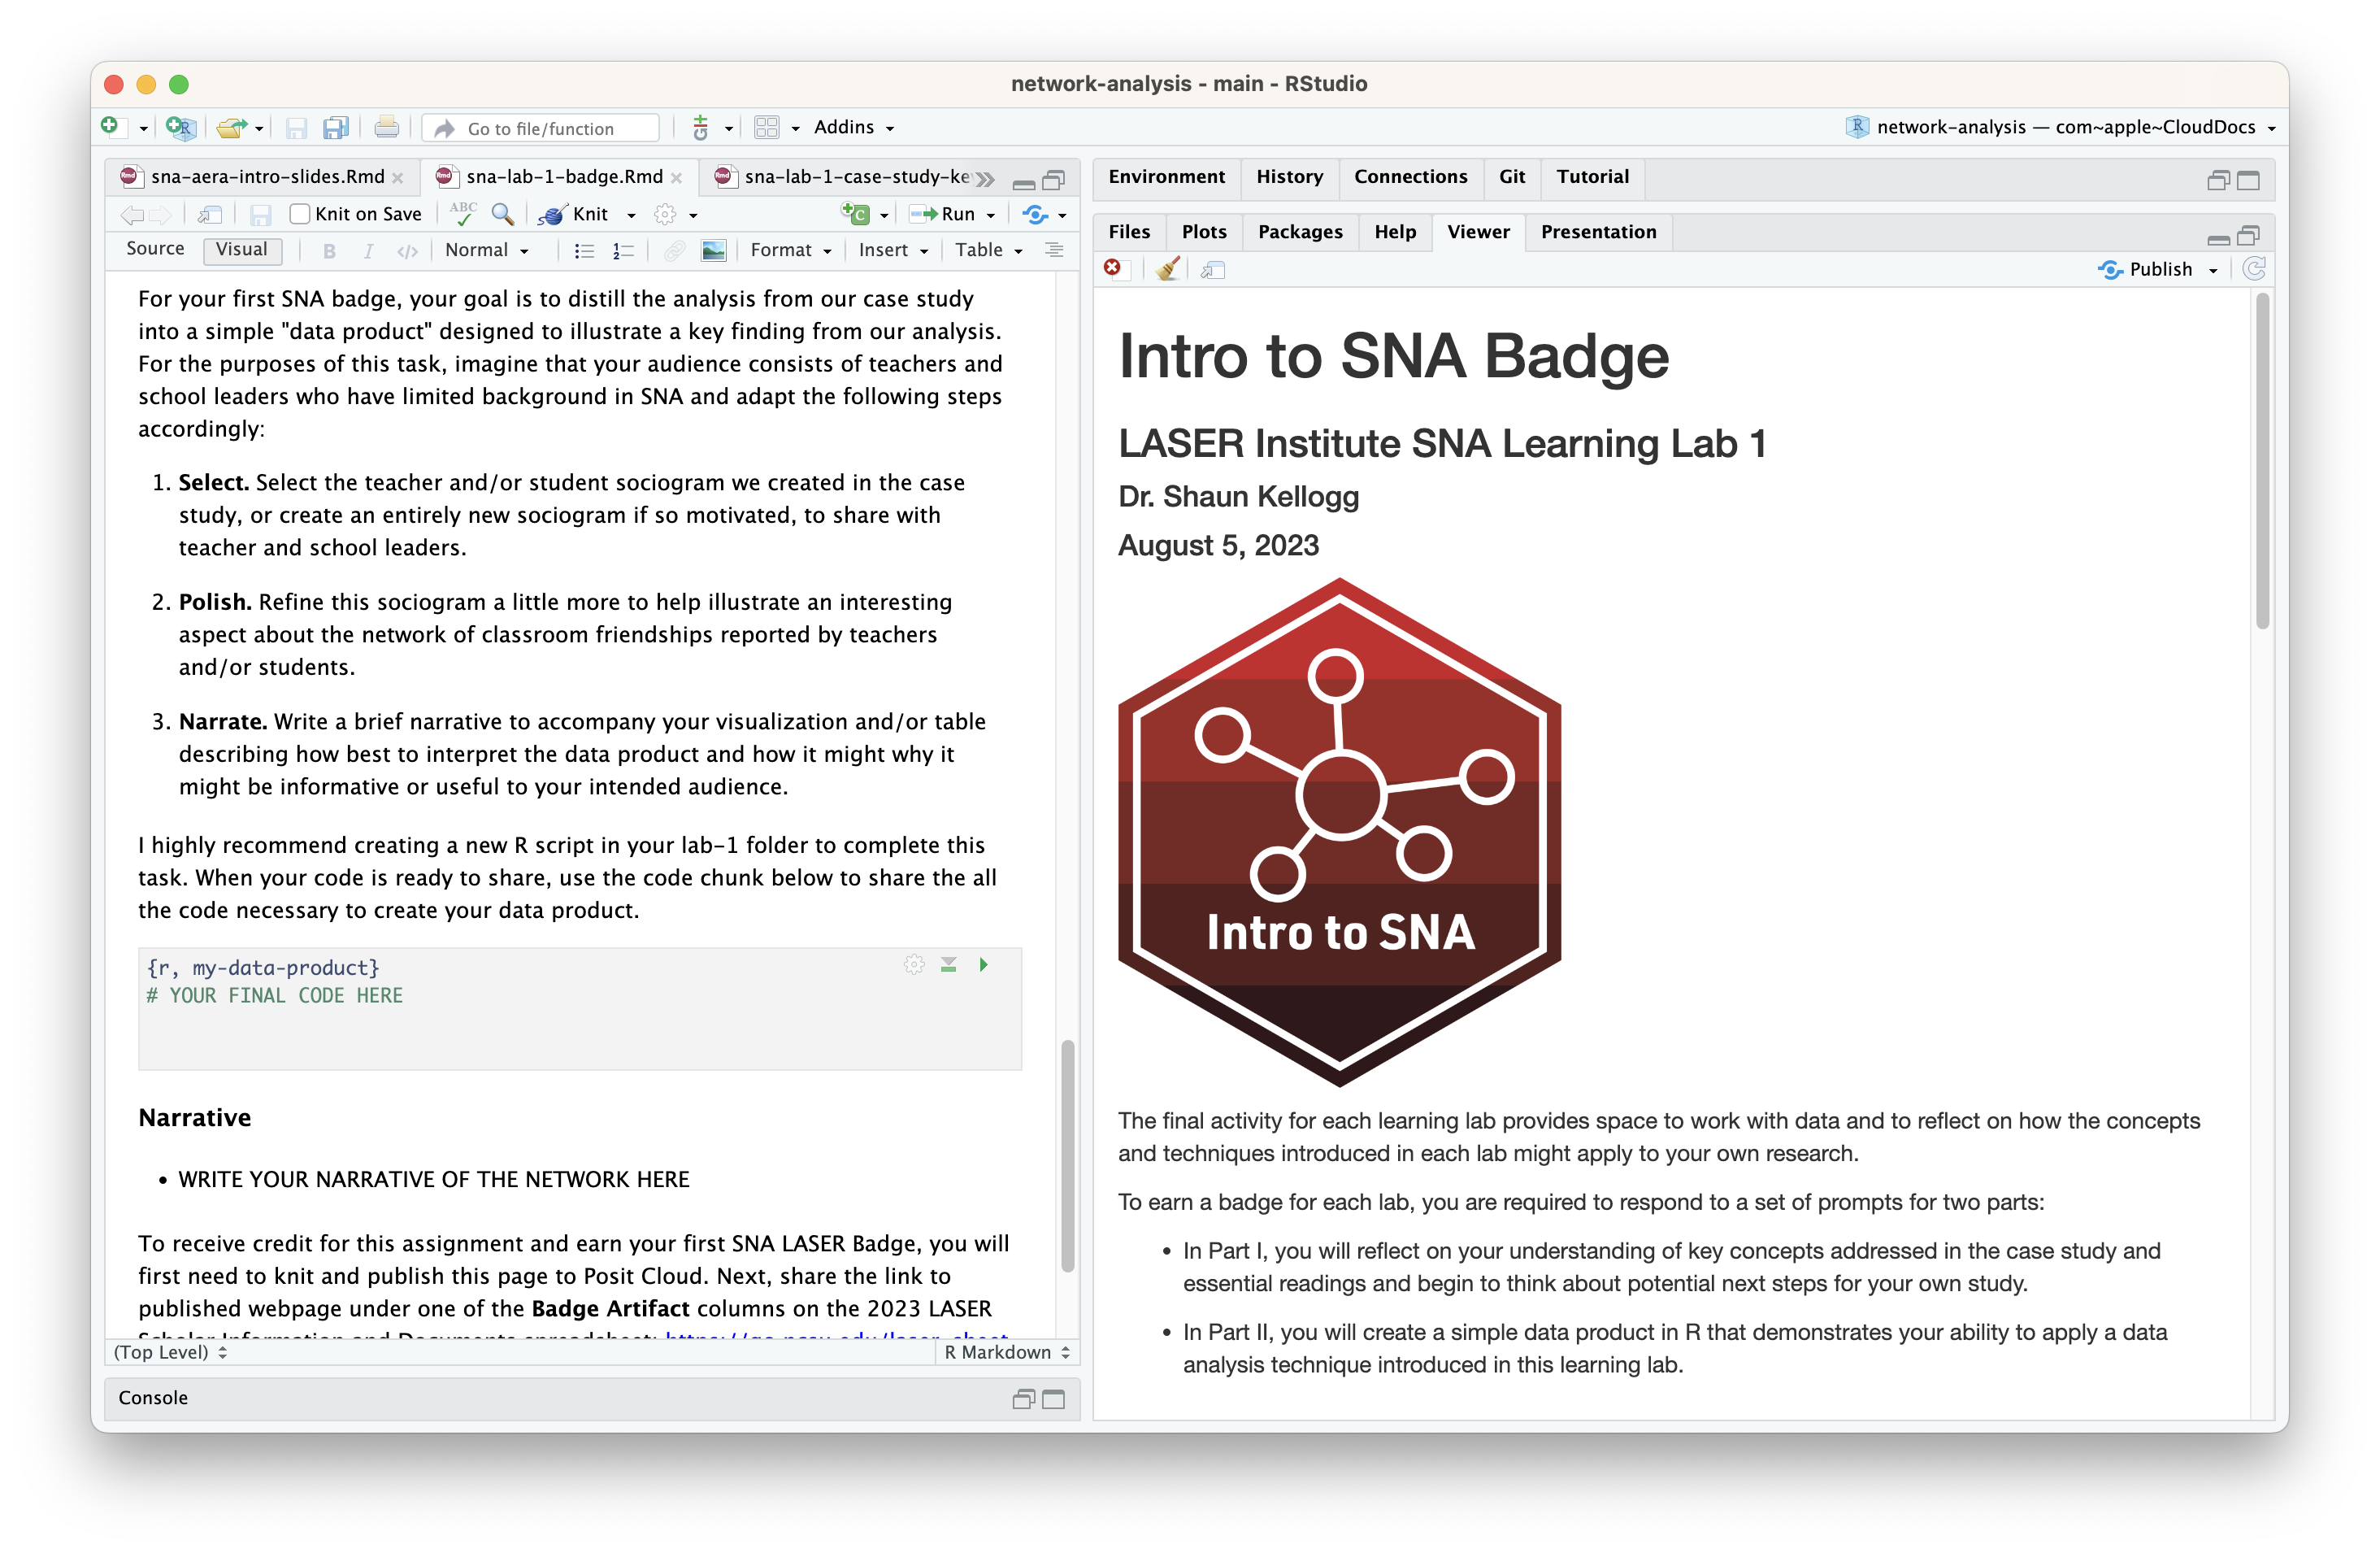 network-analysis - main - RStudio
Go to file/function
Addins
network-analysis — com~apple~CloudDocs
sna-aera-intro-slides.Rmd
sna-lab-1-badge.Rmd
sna-lab-1-case-study-ke
Knit on Save
ABC
Knit
Run
Source
Visual
B
I
</>
Normal
Format
Insert
Table
For your first SNA badge, your goal is to distill the analysis from our case study
into a simple "data product" designed to illustrate a key finding from our analysis.
For the purposes of this task, imagine that your audience consists of teachers and
school leaders who have limited background in SNA and adapt the following steps
accordingly:
1. Select. Select the teacher and/or student sociogram we created in the case
study, or create an entirely new sociogram if so motivated, to share with
teacher and school leaders.
2. Polish. Refine this sociogram a little more to help illustrate an interesting
aspect about the network of classroom friendships reported by teachers
and/or students.
3. Narrate. Write a brief narrative to accompany your visualization and/or table
describing how best to interpret the data product and how it might why it
might be informative or useful to your intended audience.
I highly recommend creating a new R script in your lab-1 folder to complete this
task. When your code is ready to share, use the code chunk below to share the all
the code necessary to create your data product.
{r, my-data-product}
# YOUR FINAL CODE HERE
Narrative
• WRITE YOUR NARRATIVE OF THE NETWORK HERE
To receive credit for this assignment and earn your first SNA LASER Badge, you will
first need to knit and publish this page to Posit Cloud. Next, share the link to
published webpage under one of the Badge Artifact columns on the 2023 LASER
Scholar Information and Documents spreadsheet: https://go.ncsu.edu/laser-sheet
(Top Level)
R Markdown
Console
Environment
History
Connections
Git
Tutorial
Files
Plots
Packages
Help
Viewer
Presentation
Publish
Intro to SNA Badge
LASER Institute SNA Learning Lab 1
Dr. Shaun Kellogg
August 5, 2023
Intro to SNA
The final activity for each learning lab provides space to work with data and to reflect on how the concepts
and techniques introduced in each lab might apply to your own research.
To earn a badge for each lab, you are required to respond to a set of prompts for two parts:
• In Part I, you will reflect on your understanding of key concepts addressed in the case study and
essential readings and begin to think about potential next steps for your own study.
• In Part II, you will create a simple data product in R that demonstrates your ability to apply a data
analysis technique introduced in this learning lab.